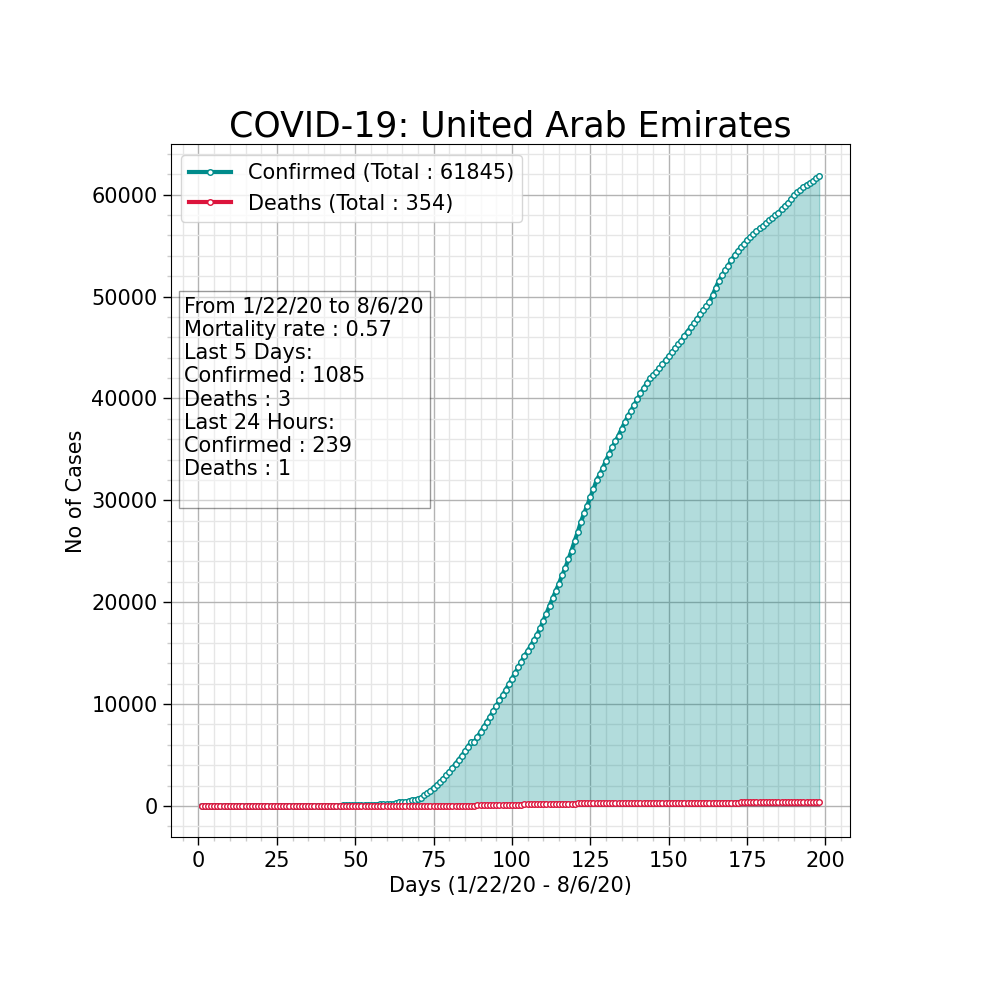 COVID-19: United Arab Emirates
Confirmed (Total : 61845)
Deaths (Total : 354)
From 1/22/20 to 8/6/20
Mortality rate : 0.57
Last 5 Days:
Confirmed : 1085
Deaths : 3
Last 24 Hours:
Confirmed : 239
Deaths : 1
No of Cases
60000
50000
40000
30000
20000
10000
0
0 25 50 75 100 125 150 175 200
Days (1/22/20 - 8/6/20)